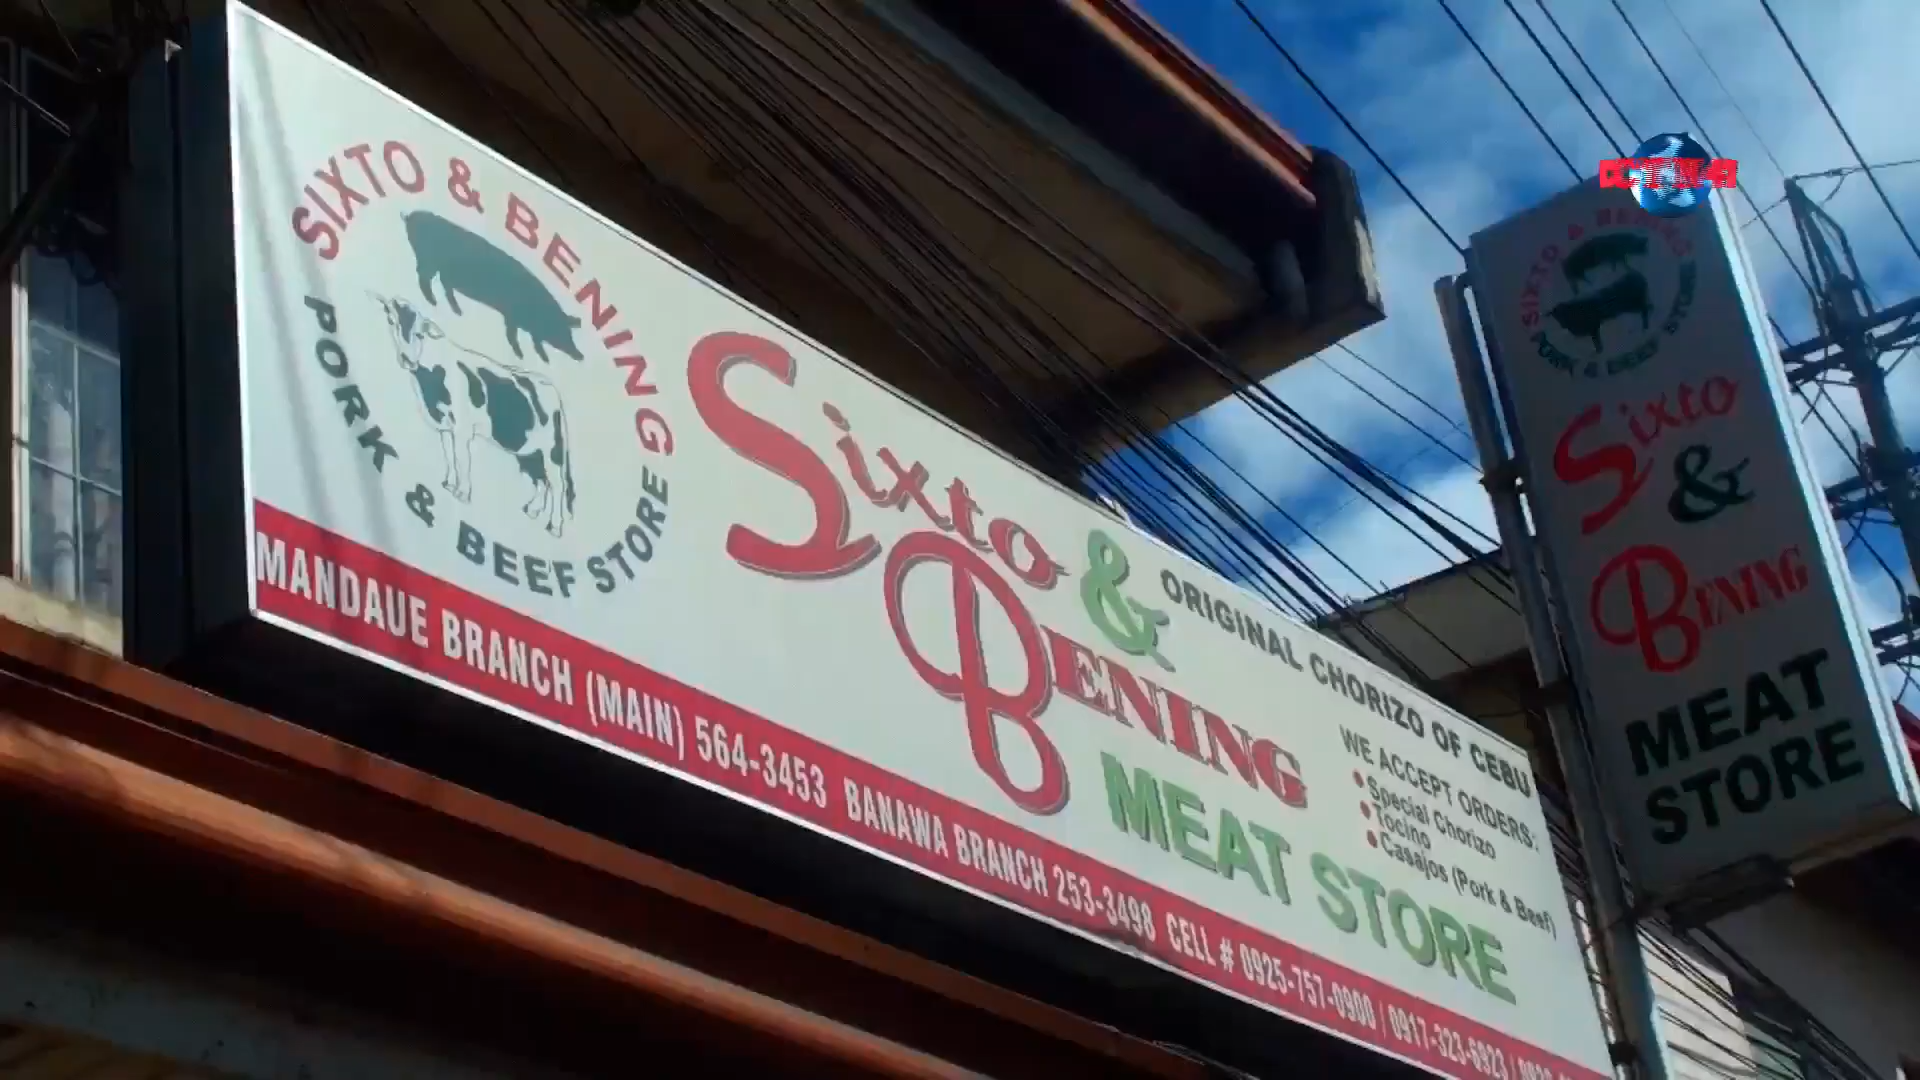 SIXTO & BENING
PORK & BEEF STORE
Sixto
&
BENING
MEAT STORE
ORIGINAL CHORIZO OF CEBU
WE ACCEPT ORDERS:
• Special Chorizo
• Tocino
• Casajos (Pork & Beef)
MANDAUE BRANCH (MAIN) 564-3453 BANAWA BRANCH 253-3498 CELL # 0925-757-0900 | 0917-323-6923 |
SIXTO & BENING
PORK & BEEF STORE
Sixto
&
BENING
MEAT
STORE